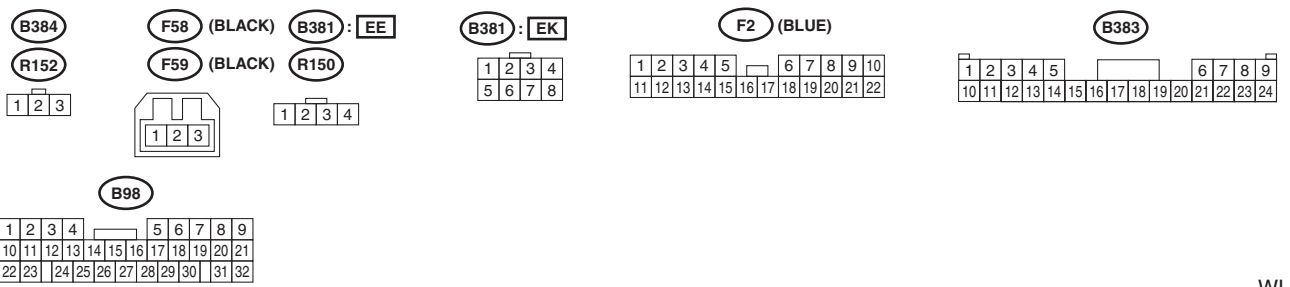 B384 F58 (BLACK) B381 : EE B381 : EK F2 (BLUE) B383
R152 F59 (BLACK) R150
1 2 3 4 1 2 3 4 5 6 7 8 9 10 1 2 3 4 5 6 7 8 9
5 6 7 8 11 12 13 14 15 16 17 18 19 20 21 22 10 11 12 13 14 15 16 17 18 19 20 21 22 23 24
1 2 3 1 2 3 4
1 2 3
B98
1 2 3 4 5 6 7 8 9
10 11 12 13 14 15 16 17 18 19 20 21
22 23 24 25 26 27 28 29 30 31 32